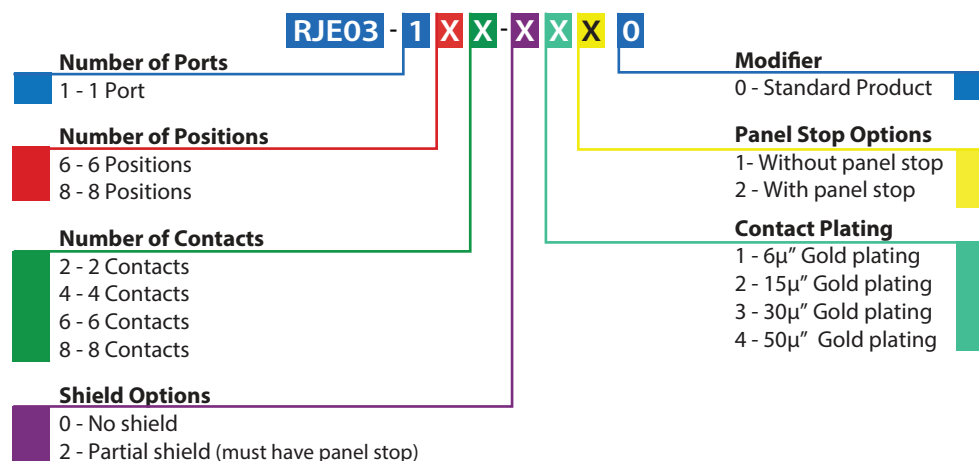 RJE03 - 1 X X - X X X 0
Number of Ports
1 - 1 Port
Number of Positions
6 - 6 Positions
8 - 8 Positions
Number of Contacts
2 - 2 Contacts
4 - 4 Contacts
6 - 6 Contacts
8 - 8 Contacts
Shield Options
0 - No shield
2 - Partial shield (must have panel stop)
Modifier
0 - Standard Product
Panel Stop Options
1- Without panel stop
2 - With panel stop
Contact Plating
1 - 6µ” Gold plating
2 - 15µ” Gold plating
3 - 30µ” Gold plating
4 - 50µ” Gold plating